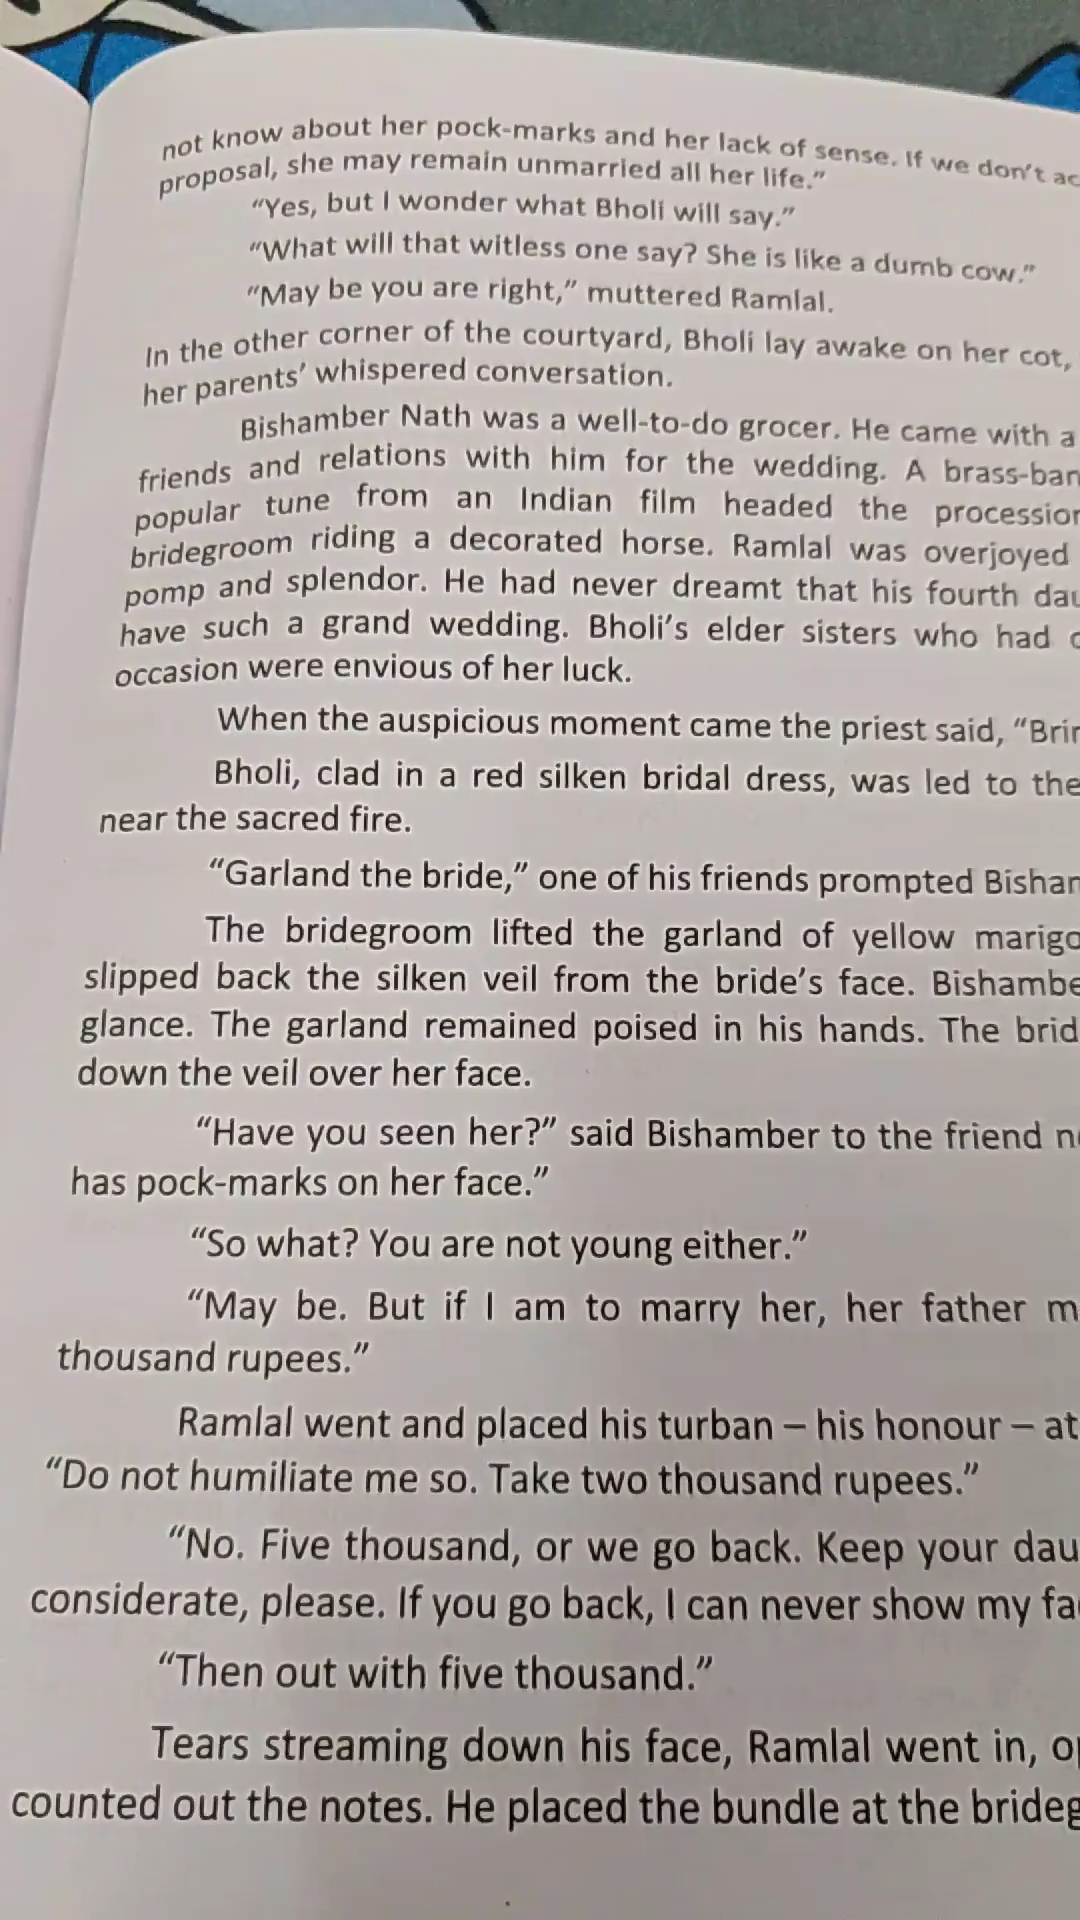 not know about her pock-marks and her lack of sense. If we don't
proposal, she may remain unmarried all her life."
"Yes, but I wonder what Bholi will say."
"What will that witless one say? She is like a dumb cow."
"May be you are right," muttered Ramlal.
In the other corner of the courtyard, Bholi lay awake on her cot,
her parents' whispered conversation.
Bishamber Nath was a well-to-do grocer. He came with a
friends and relations with him for the wedding. A
popular tune from an Indian film headed the
bridegroom riding a decorated horse. Ramlal was overjoyed
pomp and splendor. He had never dreamt that his fourth
have such a grand wedding. Bholi's elder sisters who had
occasion were envious of her luck.
When the auspicious moment came the priest said,
Bholi, clad in a red silken bridal dress, was led to the
near the sacred fire.
"Garland the bride," one of his friends prompted
The bridegroom lifted the garland of yellow
slipped back the silken veil from the bride's face.
glance. The garland remained poised in his hands. The
down the veil over her face.
"Have you seen her?" said Bishamber to the friend
has pock-marks on her face."
"So what? You are not young either."
"May be. But if I am to marry her, her father
thousand rupees."
Ramlal went and placed his turban – his honour – at
"Do not humiliate me so. Take two thousand rupees."
"No. Five thousand, or we go back. Keep your
considerate, please. If you go back, I can never show my
"Then out with five thousand."
Tears streaming down his face, Ramlal went in,
counted out the notes. He placed the bundle at the